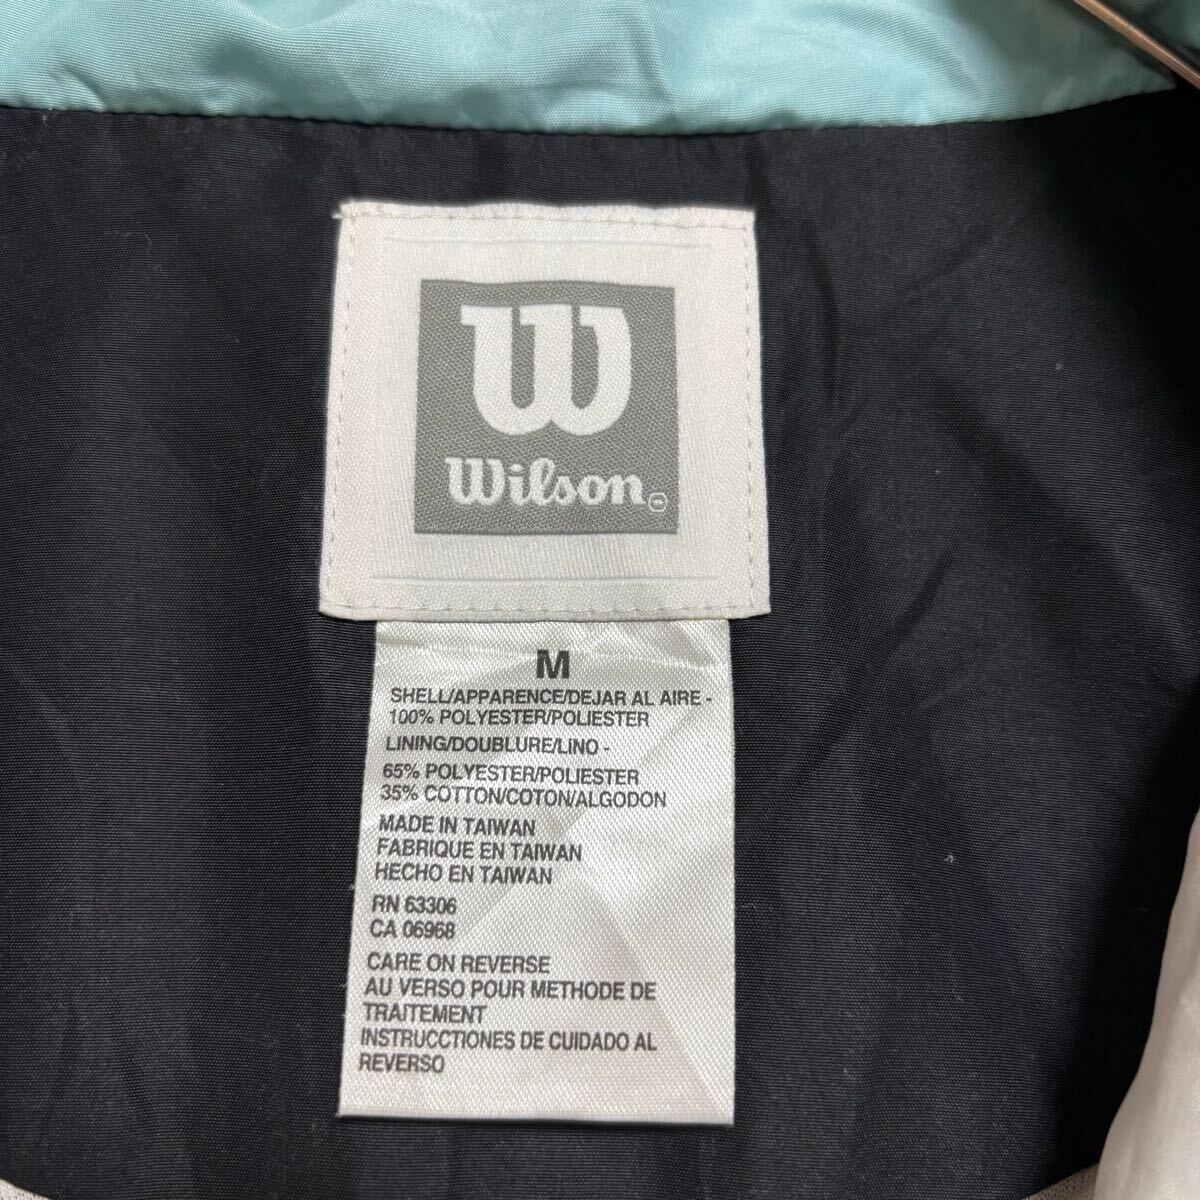 W
Wilson
M
SHELL/APPARENCE/DEJAR AL AIRE -
100% POLYESTER/POLIESTER
LINING/DOUBLURE/LINO -
65% POLYESTER/POLIESTER
35% COTTON/COTON/ALGODON
MADE IN TAIWAN
FABRIQUE EN TAIWAN
HECHO EN TAIWAN
RN 63306
CA 06968
CARE ON REVERSE
AU VERSO POUR METHODE DE
TRAITEMENT
INSTRUCCTIONES DE CUIDADO AL
REVERSO